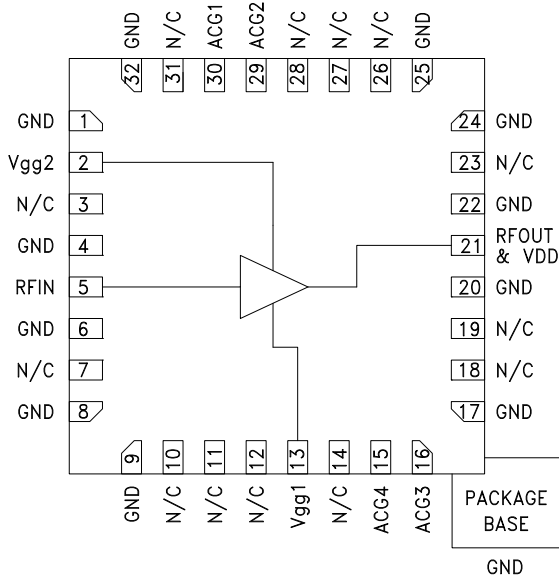 GND
N/C
ACG1
ACG2
N/C
N/C
N/C
GND
32
31
30
29
28
27
26
25
GND 1
Vgg2 2
N/C 3
GND 4
RFIN 5
GND 6
N/C 7
GND 8
24 GND
23 N/C
22 GND
21 RFOUT
& VDD
20 GND
19 N/C
18 N/C
17 GND
9
10
11
12
13
14
15
16
GND
N/C
N/C
N/C
Vgg1
N/C
ACG4
ACG3
PACKAGE
BASE
GND